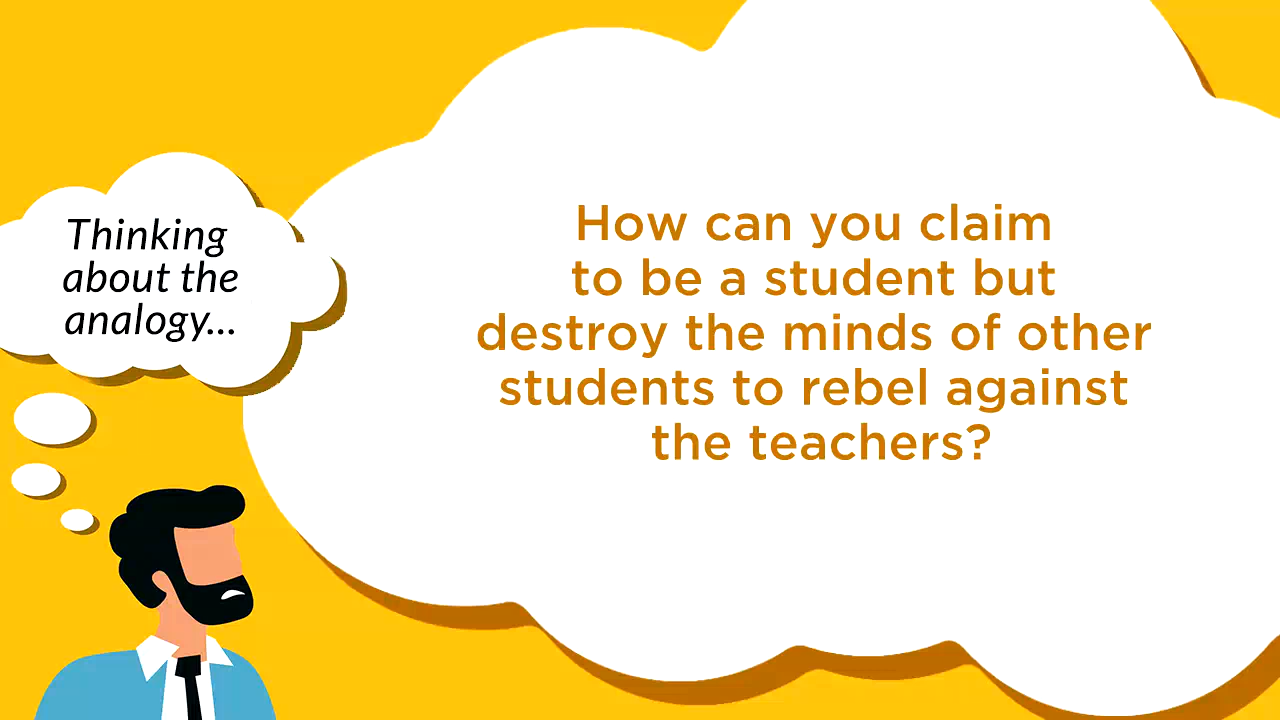 Thinking
about the
analogy...
How can you claim
to be a student but
destroy the minds of other
students to rebel against
the teachers?